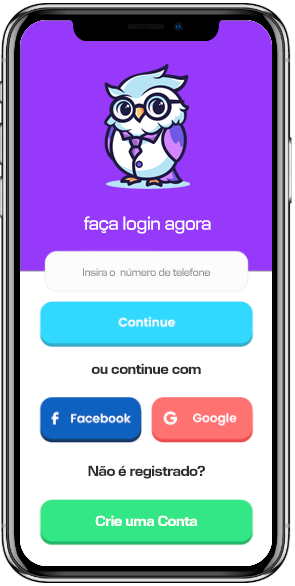 faça login agora
Insira o número de telefone
Continue
ou continue com
Facebook
Google
Não é registrado?
Crie uma Conta